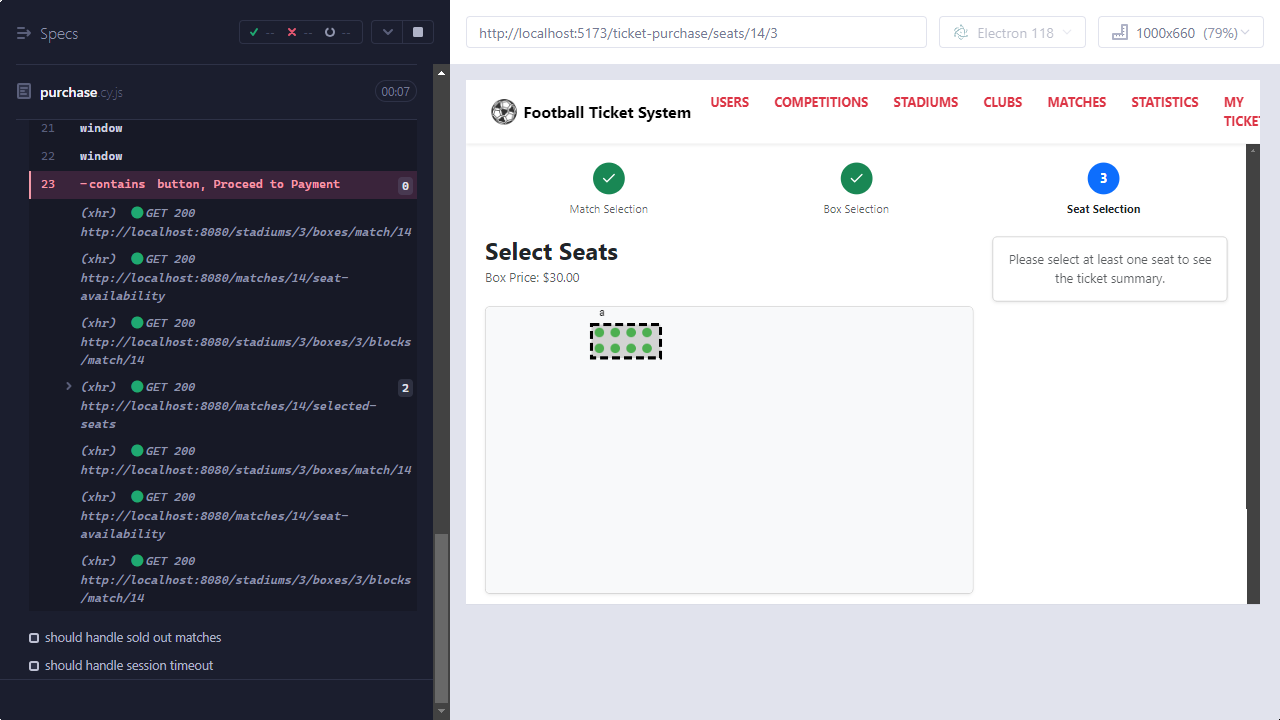 Specs
-- -- --
purchase.cy.js
00:07
21 window
22 window
23 -contains button, Proceed to Payment 0
(xhr) GET 200
http://localhost:8080/stadiums/3/boxes/match/14
(xhr) GET 200
http://localhost:8080/matches/14/seat-
availability
(xhr) GET 200
http://localhost:8080/stadiums/3/boxes/3/blocks
/match/14
(xhr) GET 200 2
http://localhost:8080/matches/14/selected-
seats
(xhr) GET 200
http://localhost:8080/stadiums/3/boxes/match/14
(xhr) GET 200
http://localhost:8080/matches/14/seat-
availability
(xhr) GET 200
http://localhost:8080/stadiums/3/boxes/3/blocks
/match/14
should handle sold out matches
should handle session timeout
http://localhost:5173/ticket-purchase/seats/14/3
Electron 118
1000x660 (79%)
Football Ticket System
USERS
COMPETITIONS
STADIUMS
CLUBS
MATCHES
STATISTICS
MY
TICKET
Match Selection
Box Selection
3
Seat Selection
Select Seats
Box Price: $30.00
a
Please select at least one seat to see
the ticket summary.